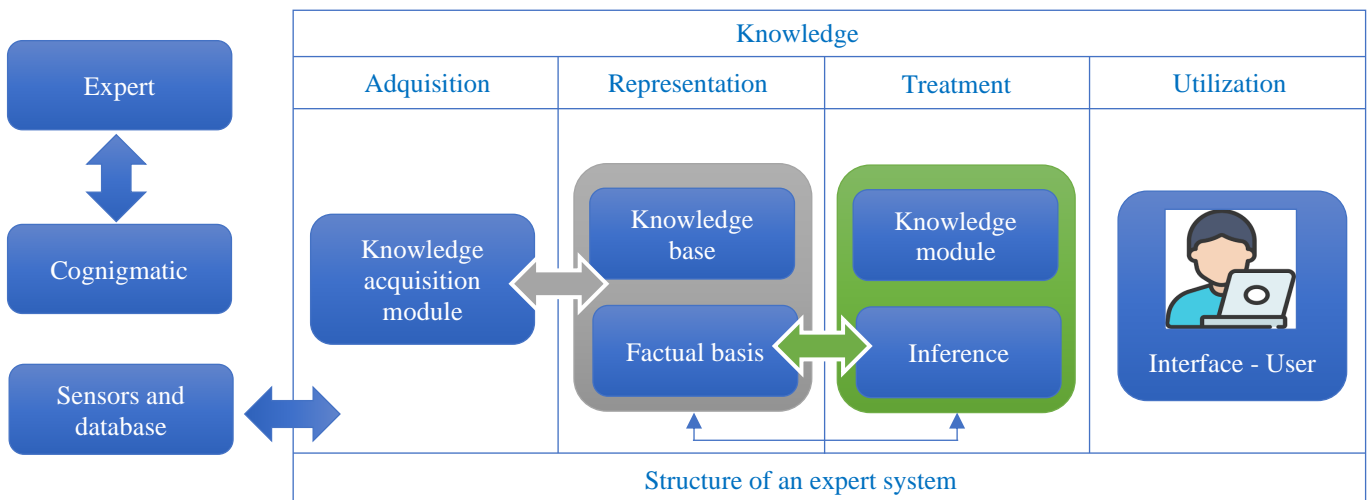 Knowledge
Expert
Adquisition
Representation
Treatment
Utilization
Cognigmatic
Knowledge
acquisition
module
Knowledge
base
Knowledge
module
Factual basis
Inference
Interface - User
Sensors and
database
Structure of an expert system